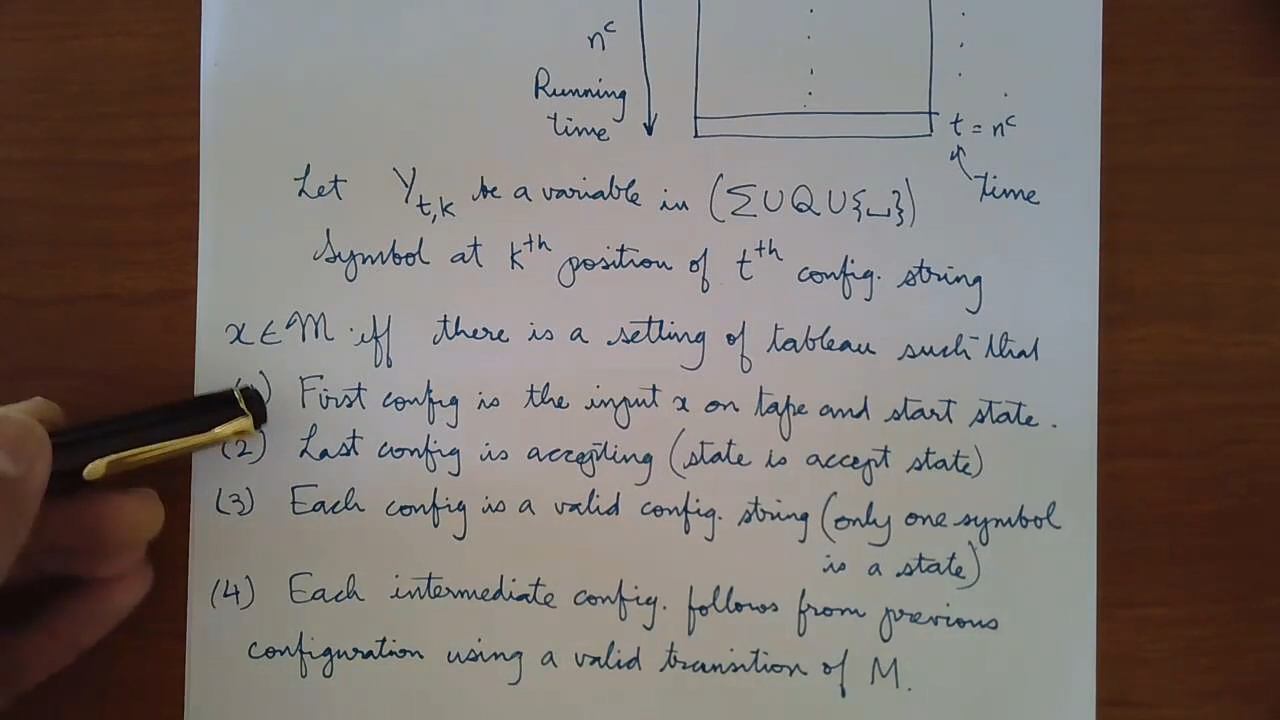 n^c
Running
time
t = n^c
time
Let Y_{t,k} be a variable in (Σ∪Q∪{⌴})
Symbol at k^th position of t^th config. string
x ∈ M iff there is a setting of tableau such that
First config is the input x on tape and start state.
(2) Last config is accepting (state is accept state)
(3) Each config is a valid config. string (only one symbol
is a state)
(4) Each intermediate config. follows from previous
configuration using a valid transition of M.